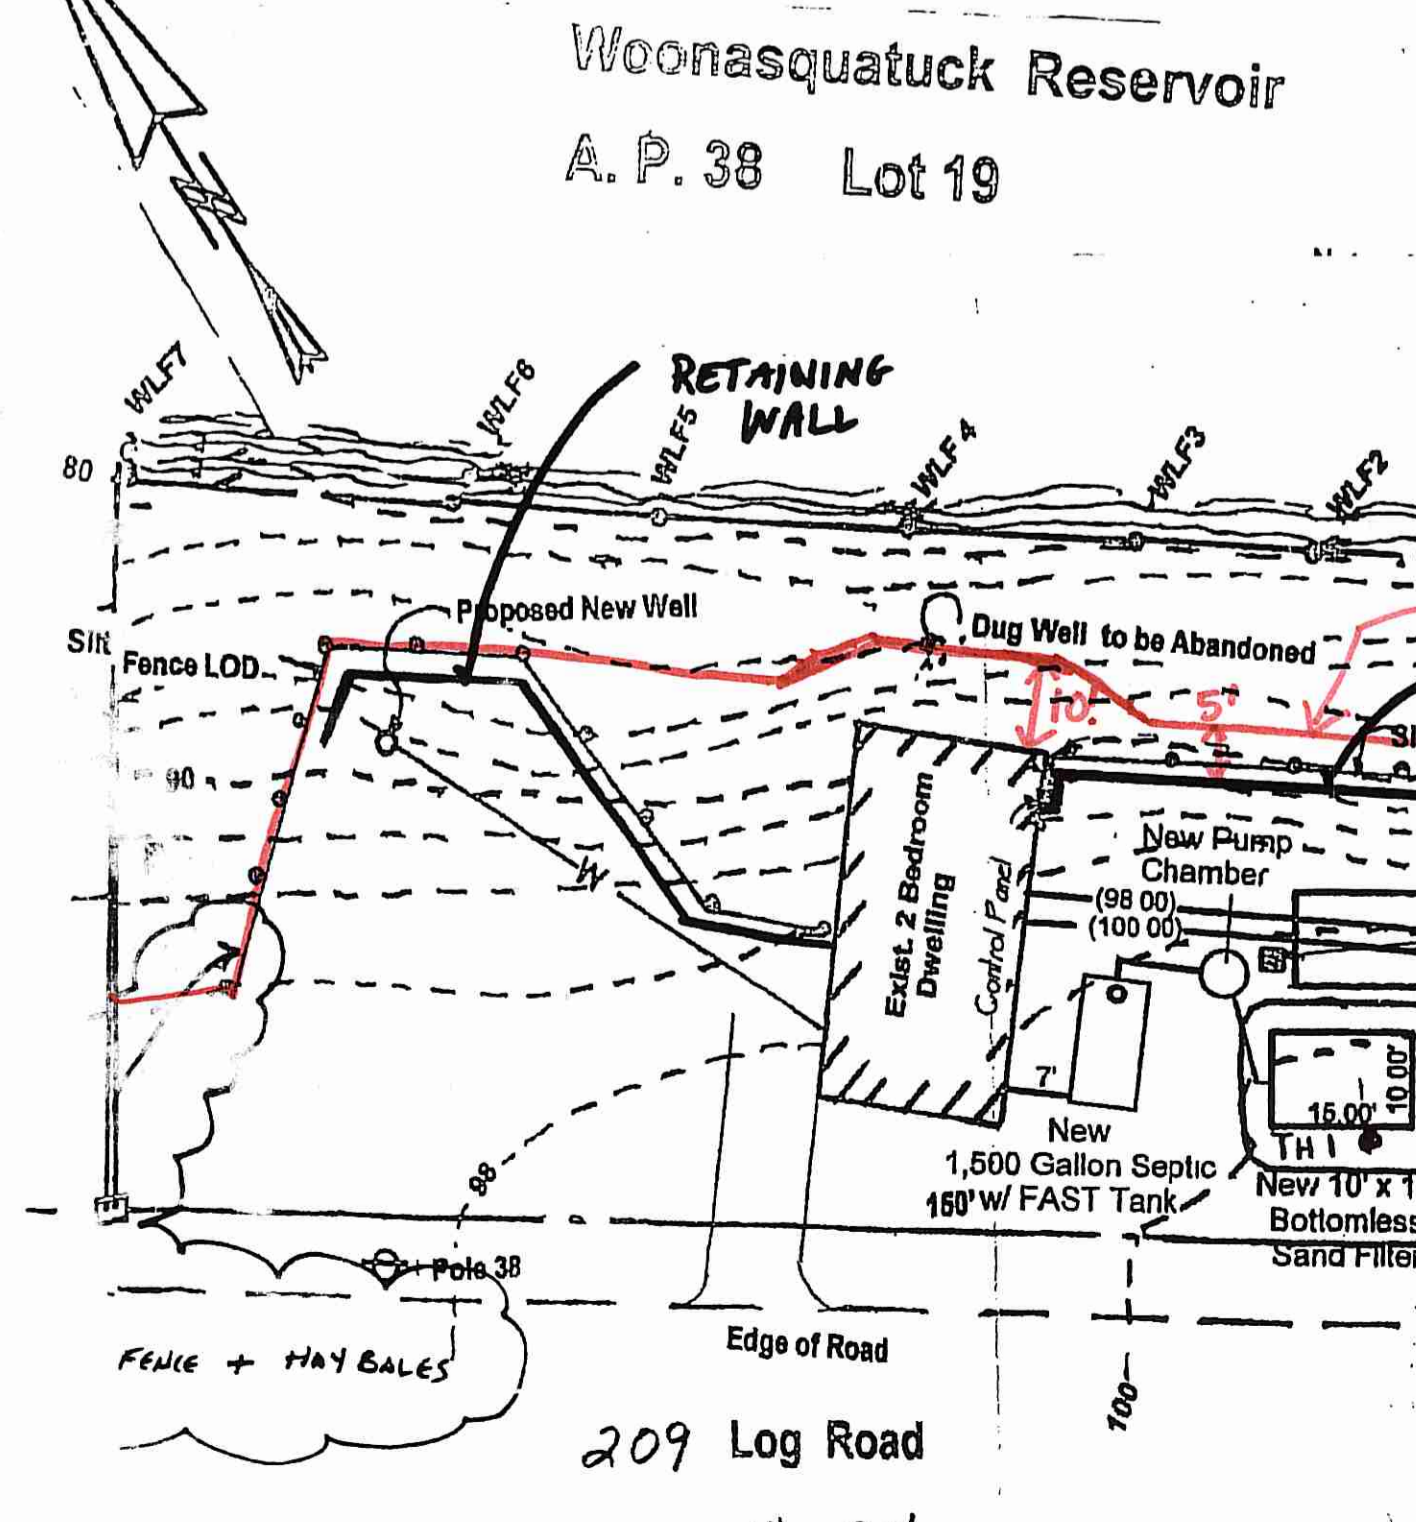 Woonasquatuck Reservoir
A. P. 38 Lot 19
RETAINING
WALL
WLF7
WLF6
WLF5
WLF 4
WLF3
WLF2
80
Proposed New Well
Dug Well to be Abandoned
Silt
Fence LOD
10'
5'
90
W
Exist. 2 Bedroom
Dwelling
Control Panel
New Pump
Chamber
(98 00)
(100 00)
7'
15.00'
10 00'
TH 1
New
1,500 Gallon Septic
150' w/ FAST Tank
New 10' x 1
Bottomless
Sand Filter
98
Pole 38
Edge of Road
FENCE + HAY BALES
100
209 Log Road